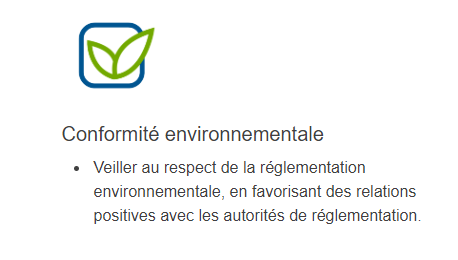 Conformité environnementale
• Veiller au respect de la réglementation
environnementale, en favorisant des relations
positives avec les autorités de réglementation.